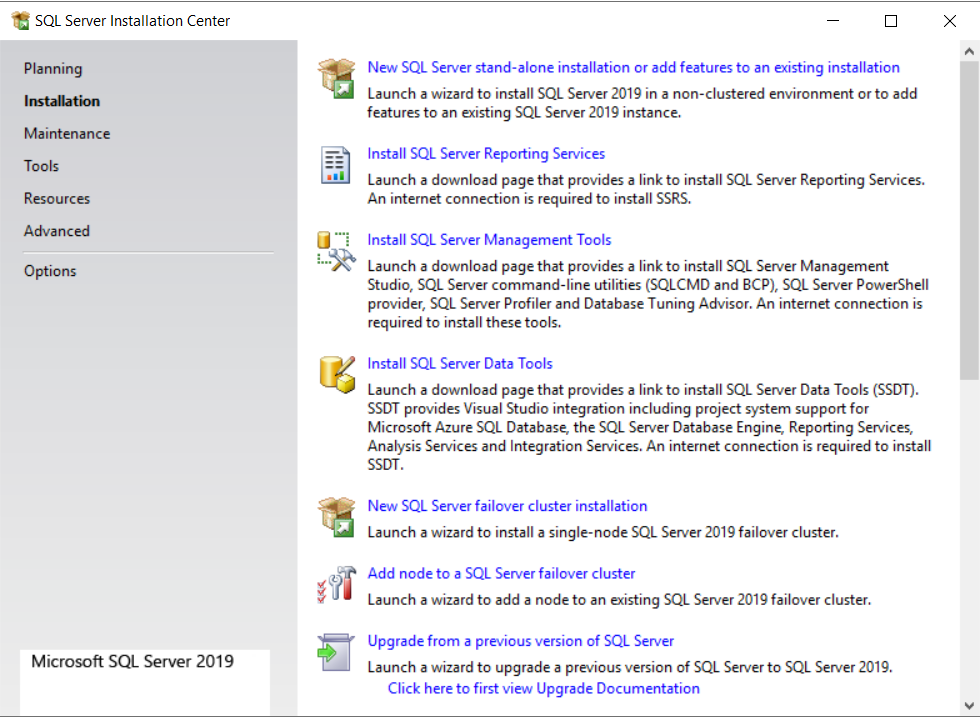 SQL Server Installation Center
Planning
Installation
Maintenance
Tools
Resources
Advanced
Options
Microsoft SQL Server 2019
New SQL Server stand-alone installation or add features to an existing installation
Launch a wizard to install SQL Server 2019 in a non-clustered environment or to add
features to an existing SQL Server 2019 instance.
Install SQL Server Reporting Services
Launch a download page that provides a link to install SQL Server Reporting Services.
An internet connection is required to install SSRS.
Install SQL Server Management Tools
Launch a download page that provides a link to install SQL Server Management
Studio, SQL Server command-line utilities (SQLCMD and BCP), SQL Server PowerShell
provider, SQL Server Profiler and Database Tuning Advisor. An internet connection is
required to install these tools.
Install SQL Server Data Tools
Launch a download page that provides a link to install SQL Server Data Tools (SSDT).
SSDT provides Visual Studio integration including project system support for
Microsoft Azure SQL Database, the SQL Server Database Engine, Reporting Services,
Analysis Services and Integration Services. An internet connection is required to install
SSDT.
New SQL Server failover cluster installation
Launch a wizard to install a single-node SQL Server 2019 failover cluster.
Add node to a SQL Server failover cluster
Launch a wizard to add a node to an existing SQL Server 2019 failover cluster.
Upgrade from a previous version of SQL Server
Launch a wizard to upgrade a previous version of SQL Server to SQL Server 2019.
Click here to first view Upgrade Documentation